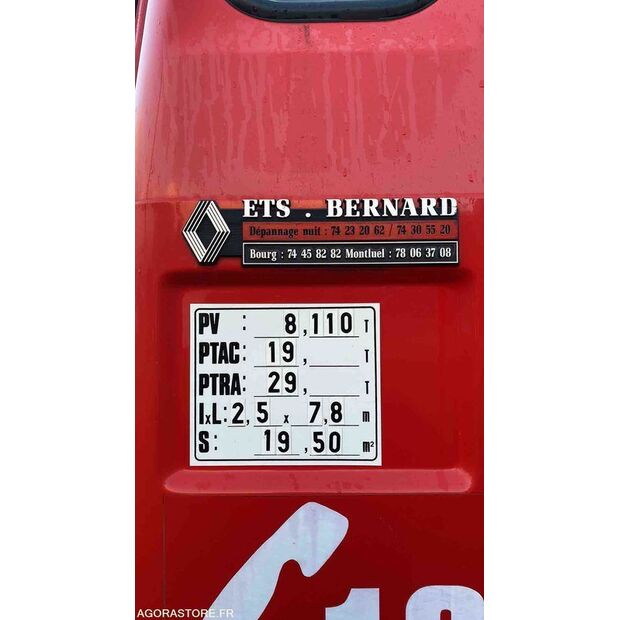 ETS . BERNARD
Dépannage nuit : 74 23 20 62 / 74 30 55 20
Bourg : 74 45 82 82 Montluel : 78 06 37 08
PV : 8,110 T
PTAC: 19, T
PTRA: 29, T
lxL: 2,5 x 7,8 m
S: 19,50 m²
18
AGORASTORE.FR